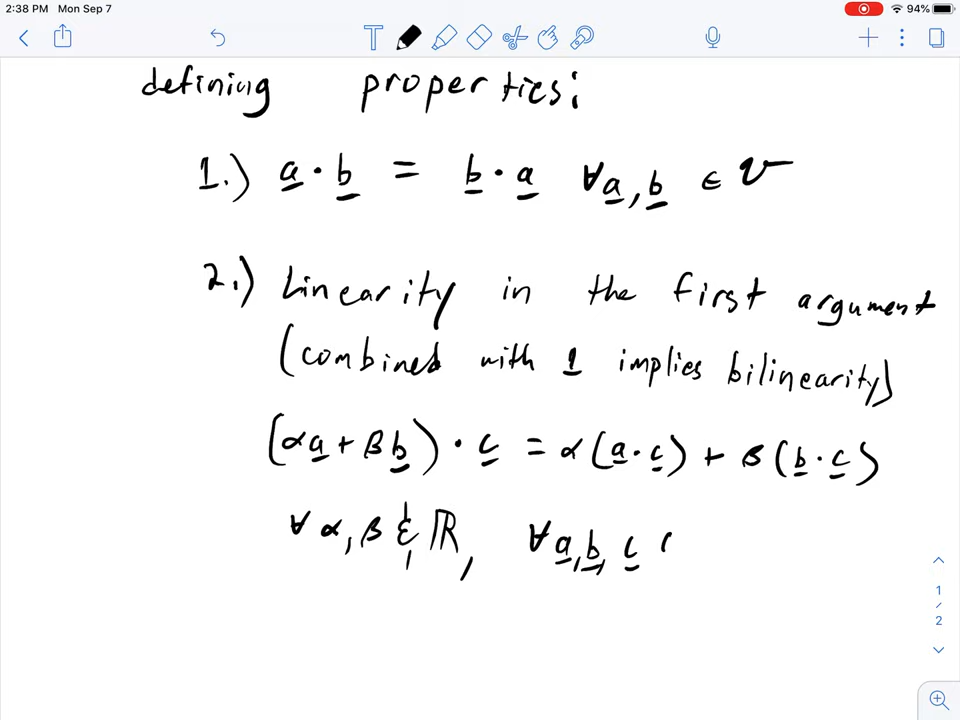 2:38 PM Mon Sep 7
94%
T
defining properties:
1.) a · b = b · a ∀a, b ∈ V
2.) Linearity in the first argument
(combined with 1 implies bilinearity)
(αa + βb) · c = α(a · c) + β(b · c)
∀ α, β ∈ ℝ, ∀a, b, c
1
/
2